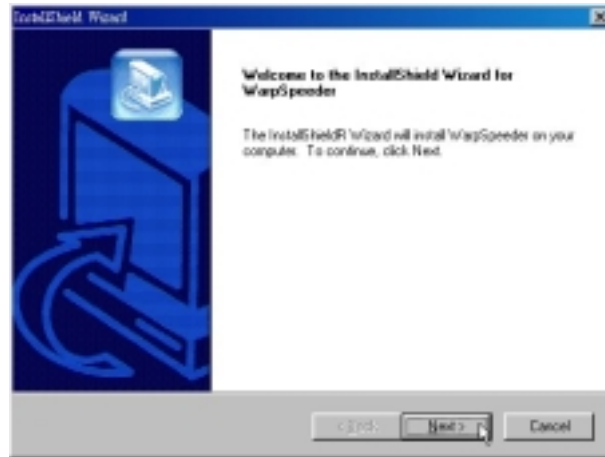 InstallShield Wizard
Welcome to the InstallShield Wizard for
WarpSpeeder
The InstallShieldR Wizard will install WarpSpeeder on your
computer. To continue, click Next.
< Back
Next >
Cancel